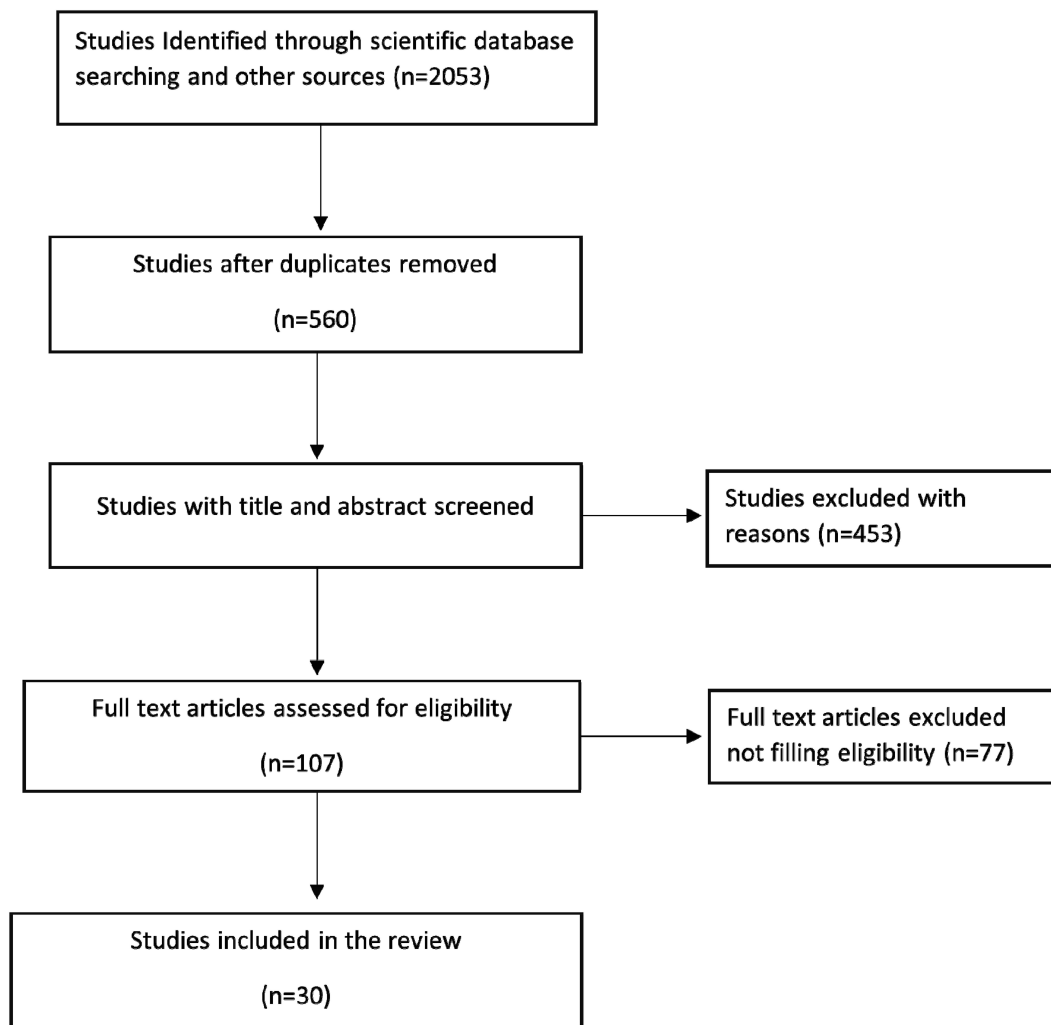 Studies Identified through scientific database
searching and other sources (n=2053)
Studies after duplicates removed
(n=560)
Studies with title and abstract screened
Studies excluded with
reasons (n=453)
Full text articles assessed for eligibility
(n=107)
Full text articles excluded
not filling eligibility (n=77)
Studies included in the review
(n=30)